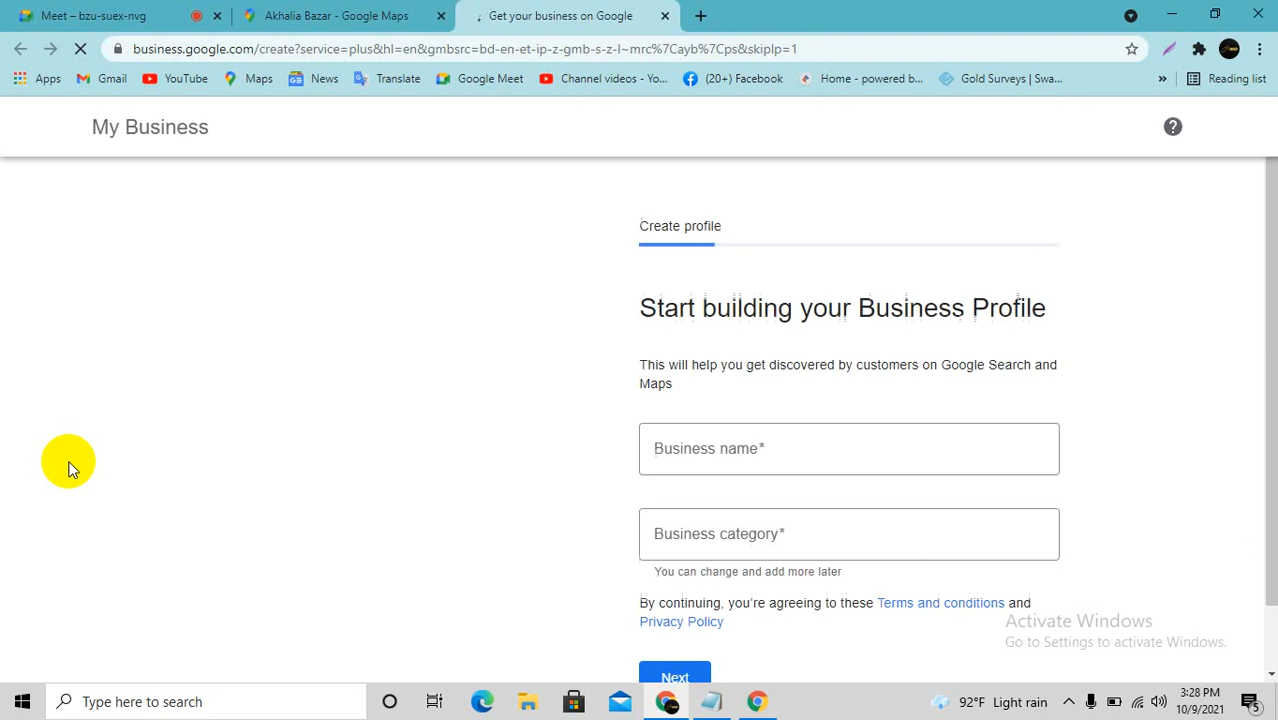 Meet – bzu-suex-nvg
Akhalia Bazar - Google Maps
Get your business on Google
business.google.com/create?service=plus&hl=en&gmbsrc=bd-en-et-ip-z-gmb-s-z-l~mrc%7Cayb%7Cps&skiplp=1
Apps
Gmail
YouTube
Maps
News
Translate
Google Meet
Channel videos - Yo...
(20+) Facebook
Home - powered b...
Gold Surveys | Swa...
»
Reading list
My Business
Create profile
Start building your Business Profile
This will help you get discovered by customers on Google Search and
Maps
Business name*
Business category*
You can change and add more later
By continuing, you're agreeing to these Terms and conditions and
Privacy Policy
Activate Windows
Go to Settings to activate Windows.
Next
Type here to search
92°F Light rain
3:28 PM
10/9/2021
5